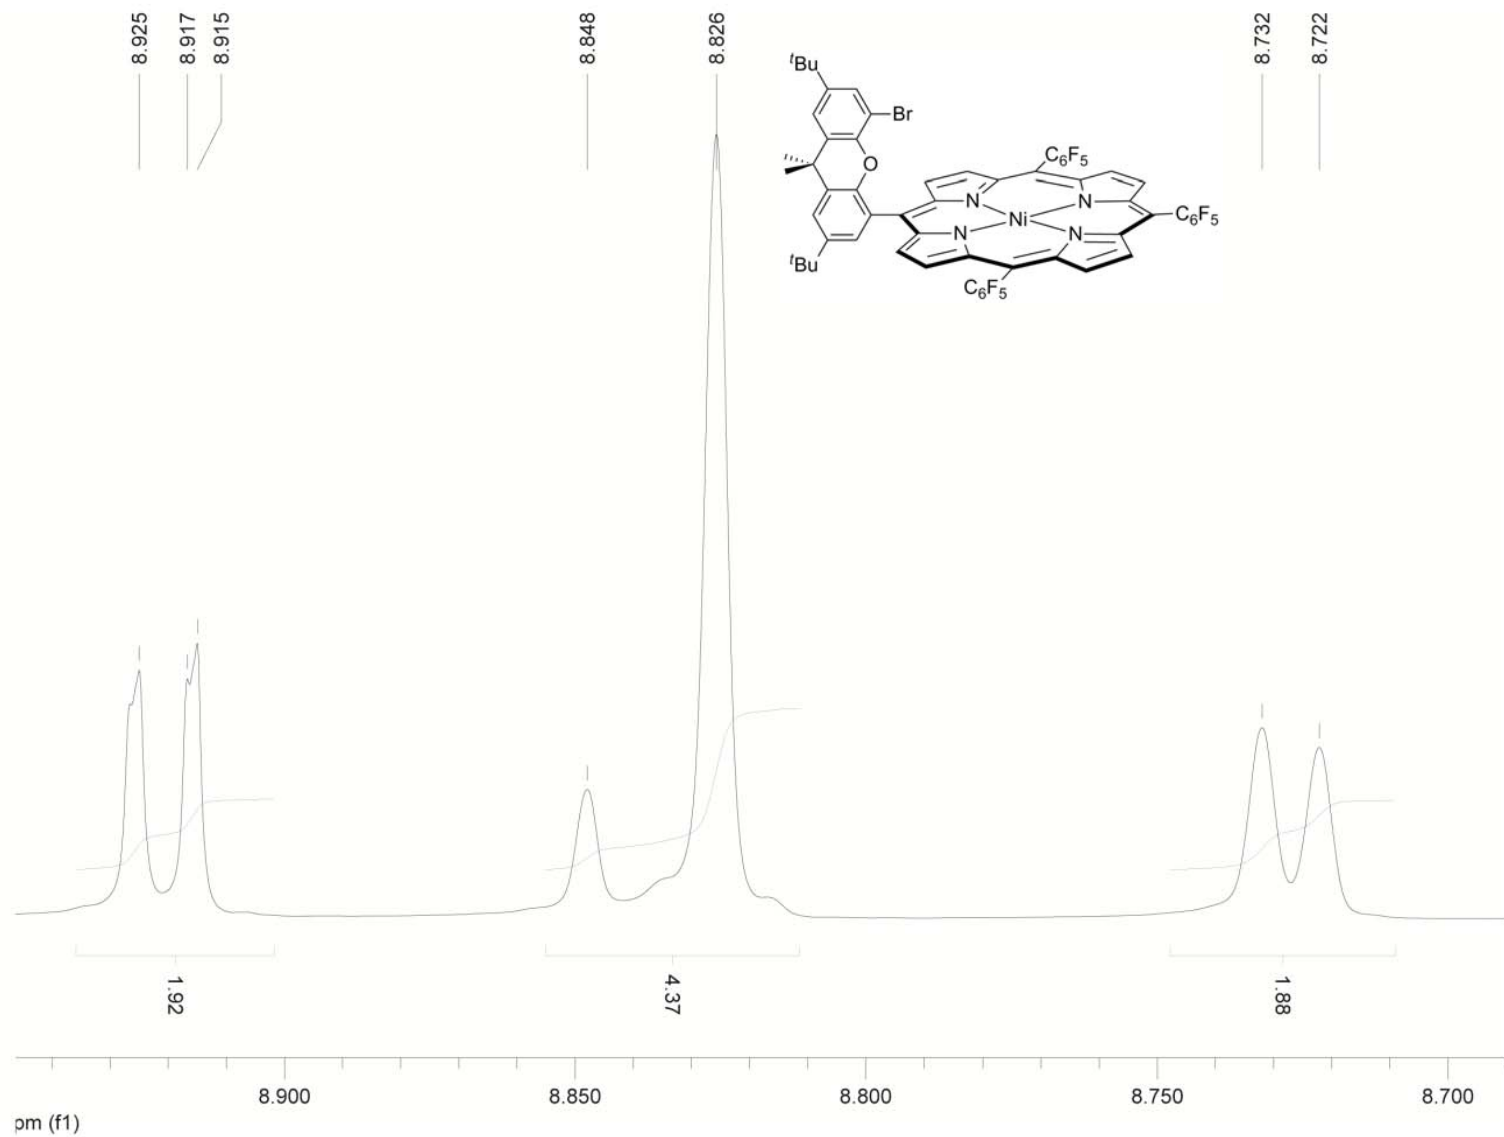 8.925
8.917
8.915
8.848
8.826
8.732
8.722
ᵗBu
Br
O
C₆F₅
N
N
Ni
C₆F₅
N
N
ᵗBu
C₆F₅
1.92
4.37
1.88
8.900
8.850
8.800
8.750
8.700
pm (f1)